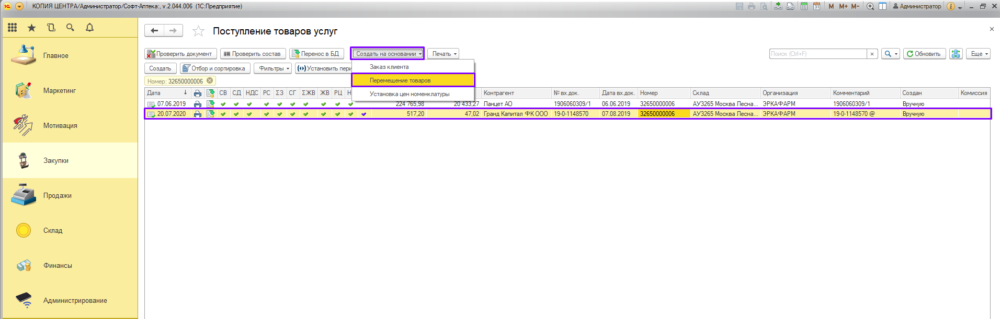 КОПИЯ ЦЕНТРА/Администратор/Софт-Аптека:, v.2.044.006 (1С:Предприятие)
M M+ M- Администратор
Поступление товаров услуг
Проверить документ Проверить состав Перенос в БД Создать на основании Печать Поиск (Ctrl+F) × Обновить Еще
Создать Отбор и сортировка Фильтры Установить пери
Заказ клиента
Перемещение товаров
Установка цен номенклатуры
Номер: 32650000006
Дата ↓ СВ СД НДС РС ΣЗ СГ ΣЖВ ЖВ РЦ Н Контрагент № вх.док. Дата вх.док. Номер Склад Организация Комментарий Создан Комиссия
07.06.2019 224 765,98 20 433,27 Ланцет АО 1906060309/1 06.06.2019 32650000006 АУ3265 Москва Лесна... ЭРКАФАРМ 1906060309/1 Вручную
20.07.2020 517,20 47,02 Гранд Капитал ФК ООО 19-0-1148570 07.08.2019 32650000006 АУ3265 Москва Лесна... ЭРКАФАРМ 19-0-1148570 @ Вручную
Главное
Маркетинг
Мотивация
Закупки
Продажи
Склад
Финансы
Администрирование